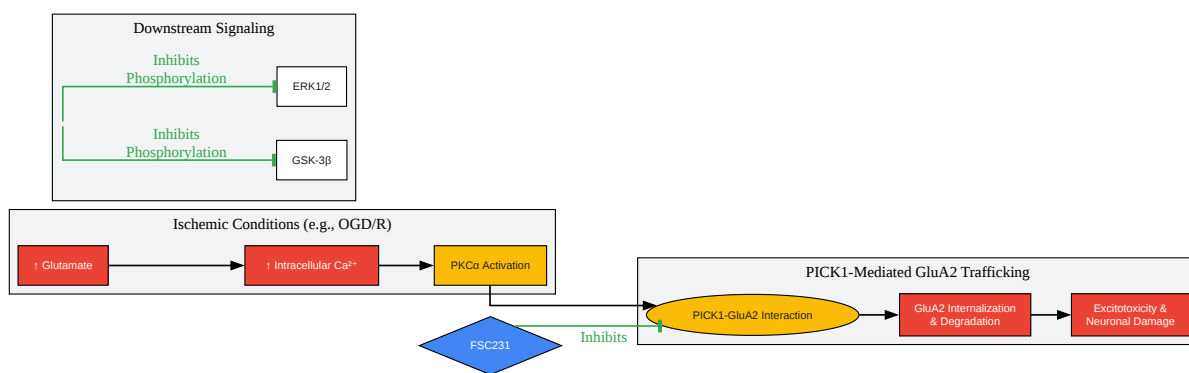 Downstream Signaling
Inhibits
Phosphorylation
ERK1/2
Inhibits
Phosphorylation
GSK-3β
Ischemic Conditions (e.g., OGD/R)
↑ Glutamate
↑ Intracellular Ca²⁺
PKCα Activation
PICK1-Mediated GluA2 Trafficking
PICK1-GluA2 Interaction
GluA2 Internalization
& Degradation
Excitotoxicity &
Neuronal Damage
FSC231
Inhibits